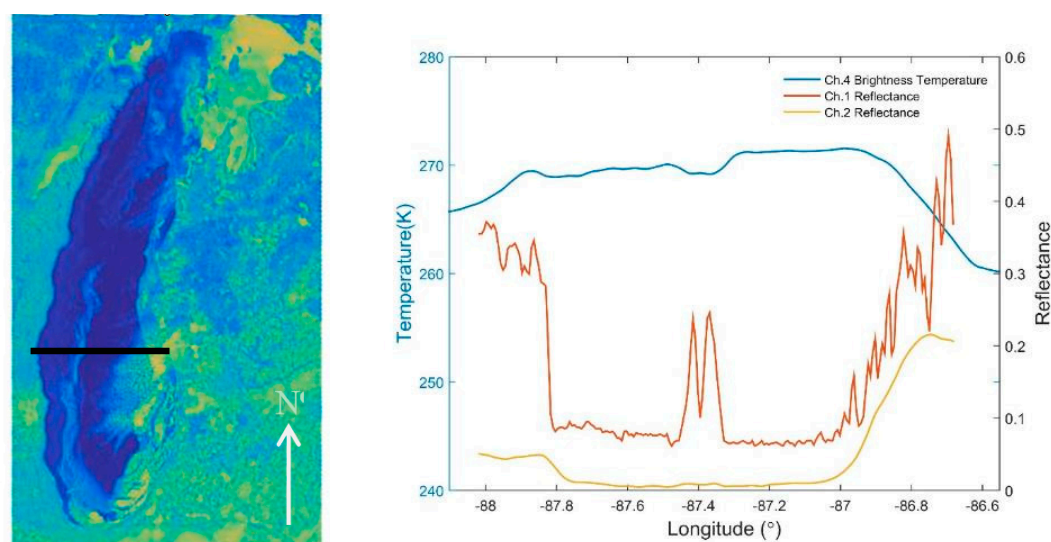 N
280
270
260
250
240
Temperature(K)
Ch.4 Brightness Temperature
Ch.1 Reflectance
Ch.2 Reflectance
0.6
0.5
0.4
0.3
0.2
0.1
0
Reflectance
-88 -87.8 -87.6 -87.4 -87.2 -87 -86.8 -86.6
Longitude (°)